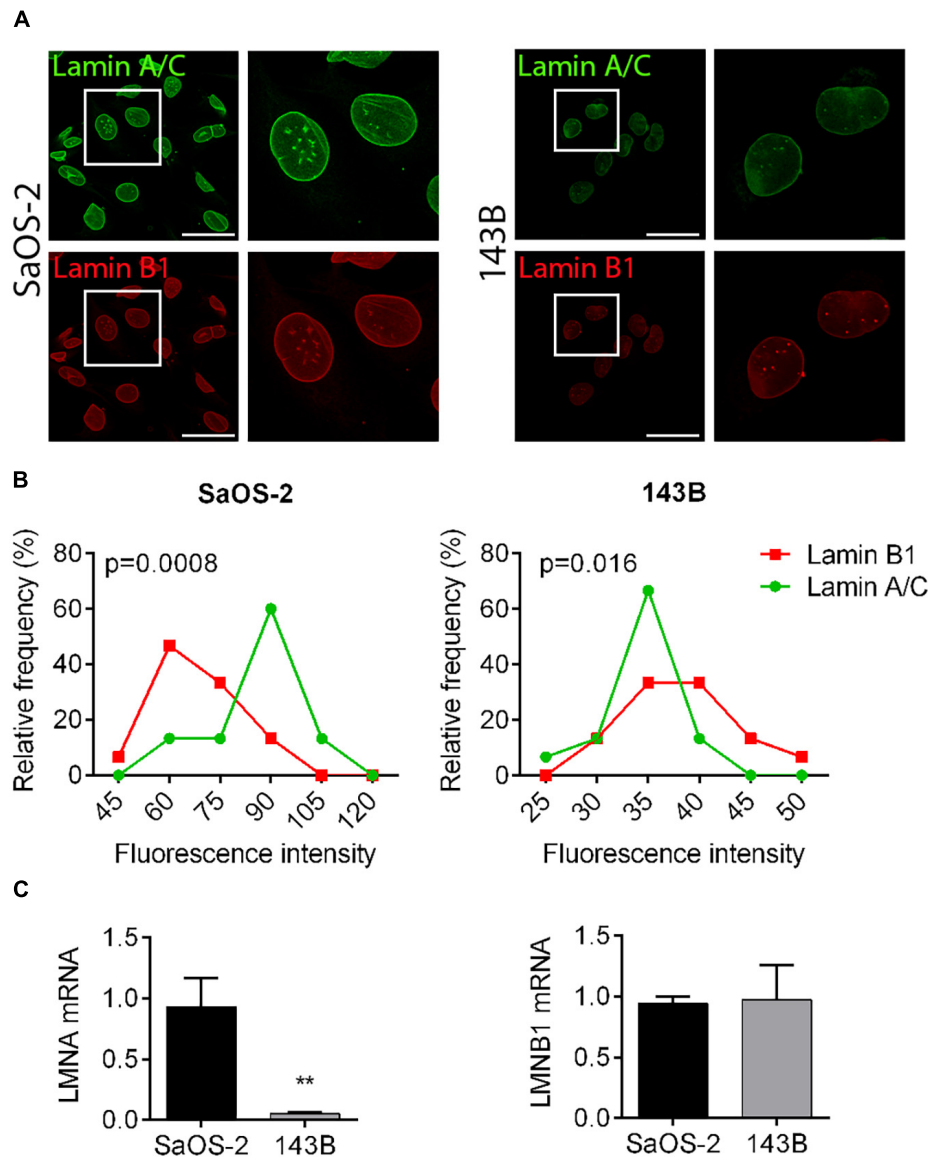 A
SaOS-2
Lamin A/C
Lamin B1
143B
Lamin A/C
Lamin B1
B
SaOS-2
Relative frequency (%)
80
60
40
20
0
p=0.0008
45 60 75 90 105 120
Fluorescence intensity
143B
Relative frequency (%)
80
60
40
20
0
p=0.016
25 30 35 40 45 50
Fluorescence intensity
Lamin B1
Lamin A/C
C
LMNA mRNA
1.5
1.0
0.5
0.0
**
SaOS-2 143B
LMNB1 mRNA
1.5
1.0
0.5
0.0
SaOS-2 143B